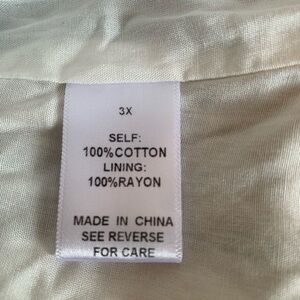 3X
SELF:
100%COTTON
LINING:
100%RAYON
MADE IN CHINA
SEE REVERSE
FOR CARE